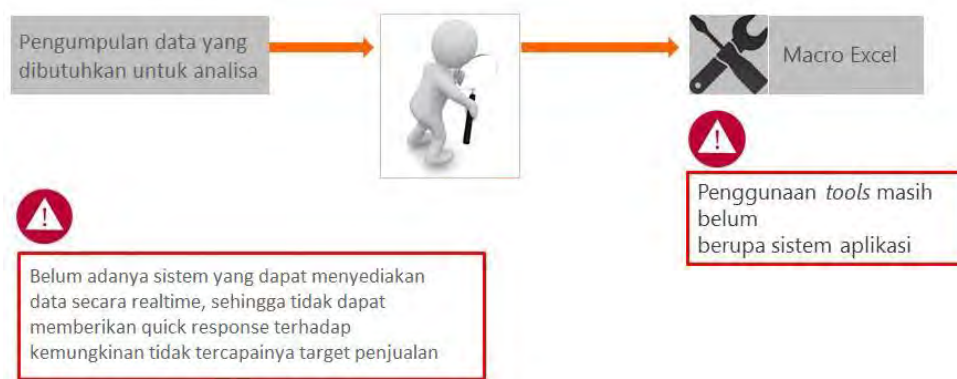 Pengumpulan data yang
dibutuhkan untuk analisa
Macro Excel
Penggunaan tools masih
belum
berupa sistem aplikasi
Belum adanya sistem yang dapat menyediakan
data secara realtime, sehingga tidak dapat
memberikan quick response terhadap
kemungkinan tidak tercapainya target penjualan